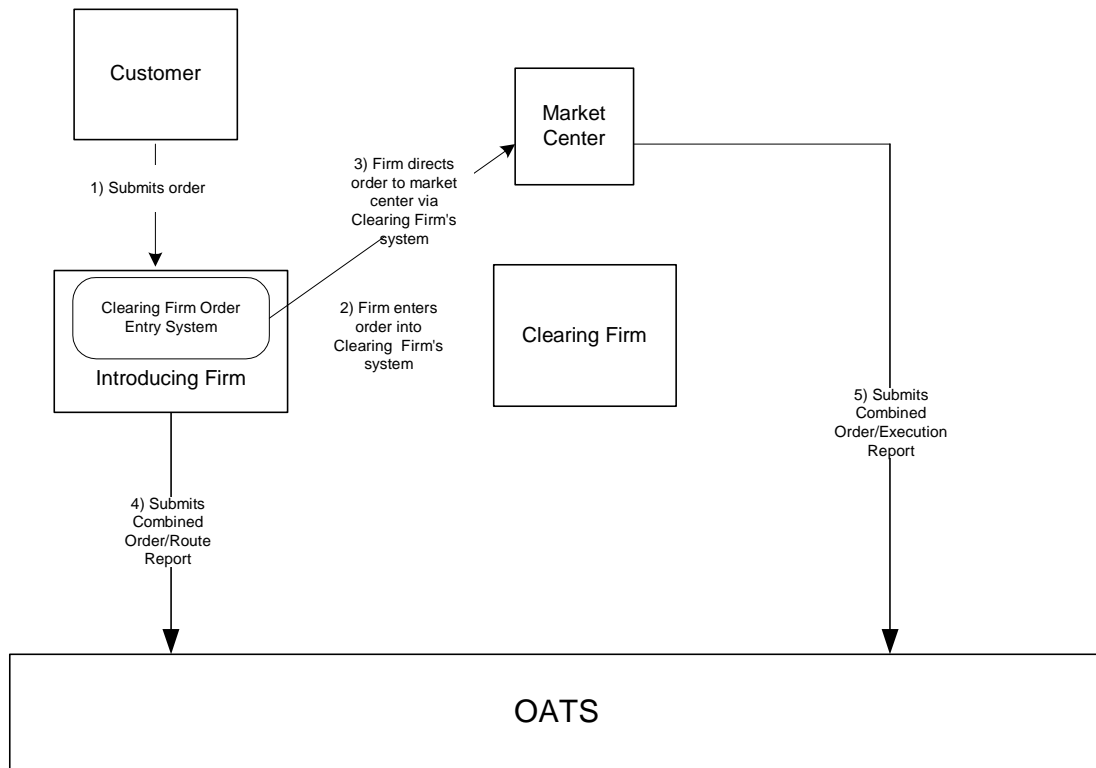 Customer
Market
Center
1) Submits order
3) Firm directs
order to market
center via
Clearing Firm's
system
Clearing Firm Order
Entry System
Introducing Firm
2) Firm enters
order into
Clearing Firm's
system
Clearing Firm
5) Submits
Combined
Order/Execution
Report
4) Submits
Combined
Order/Route
Report
OATS